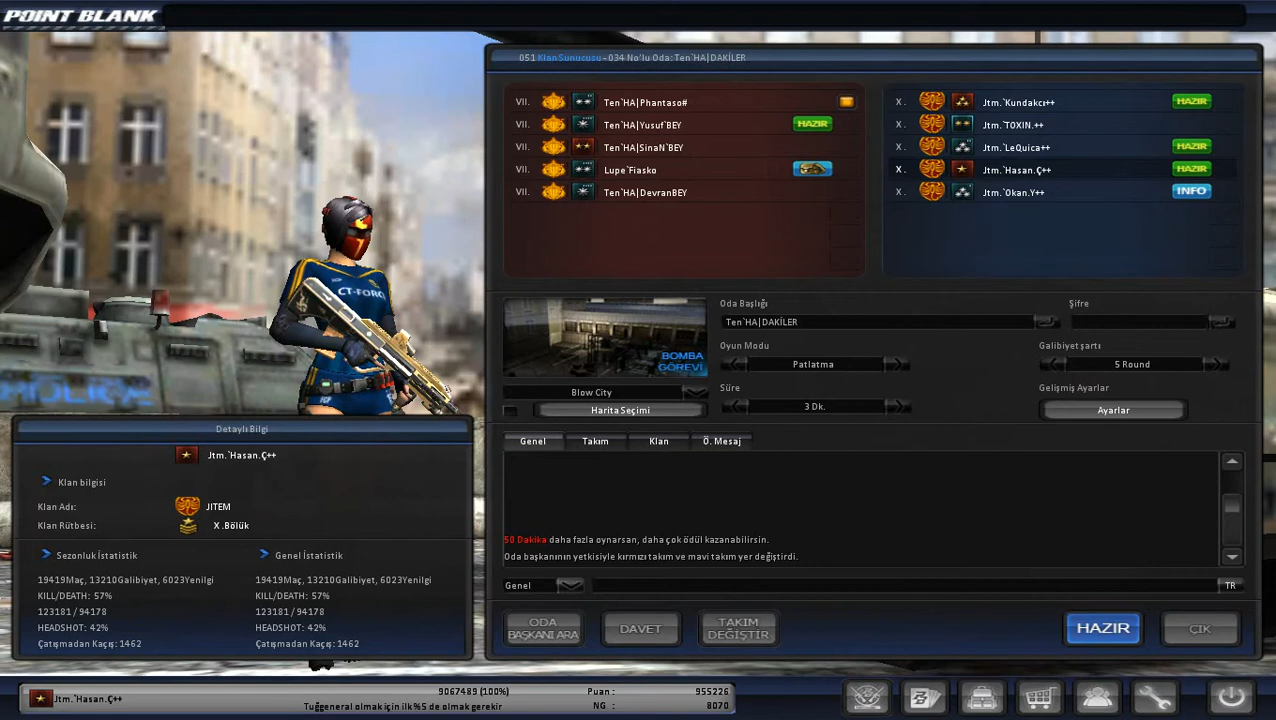 POINT BLANK
051 Klan Sunucusu - 034 No'lu Oda: Ten`HA|DAKİLER
VII. Ten`HA|Phantaso#
VII. Ten`HA|Yusuf`BEY HAZIR
VII. Ten`HA|SinaN`BEY
VII. Lupe`Fiasko
VII. Ten`HA|DevranBEY
X. Jtm.`Kundakcı++ HAZIR
X. Jtm.`TOXIN.++
X. Jtm.`LeQuica++ HAZIR
X. Jtm.`Hasan.Ç++ HAZIR
X. Jtm.`Okan.Y++ INFO
CT-FORC
BOMBA
GÖREVİ
Blow City
Harita Seçimi
Oda Başlığı
Ten`HA|DAKİLER
Şifre
Oyun Modu
Patlatma
Galibiyet şartı
5 Round
Süre
3 Dk.
Gelişmiş Ayarlar
Ayarlar
Genel Takım Klan Ö. Mesaj
50 Dakika daha fazla oynarsan, daha çok ödül kazanabilirsin.
Oda başkanının yetkisiyle kırmızı takım ve mavi takım yer değiştirdi.
Genel TR
ODA
BAŞKANI ARA
DAVET
TAKIM
DEĞİŞTİR
HAZIR
ÇIK
Detaylı Bilgi
Jtm.`Hasan.Ç++
Klan bilgisi
Klan Adı: JITEM
Klan Rütbesi: X .Bölük
Sezonluk İstatistik
19419Maç, 13210Galibiyet, 6023Yenilgi
KILL/DEATH: 57%
123181 / 94178
HEADSHOT: 42%
Çatışmadan Kaçış: 1462
Genel İstatistik
19419Maç, 13210Galibiyet, 6023Yenilgi
KILL/DEATH: 57%
123181 / 94178
HEADSHOT: 42%
Çatışmadan Kaçış: 1462
Jtm.`Hasan.Ç++
9067489 (100%)
Tuğgeneral olmak için ilk%5 de olmak gerekir
Puan : 955226
NG : 8070